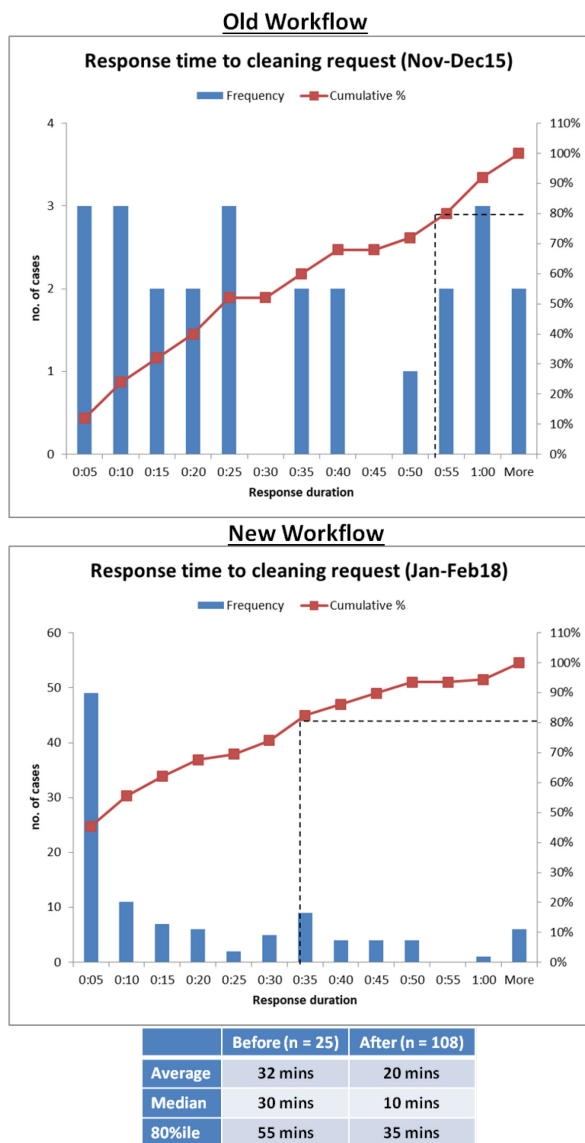 Old Workflow
Response time to cleaning request (Nov-Dec15)
Frequency Cumulative %
4 110%
100%
90%
3 80%
70%
60%
2 50%
40%
1 30%
20%
10%
0 0%
no. of cases
0:05 0:10 0:15 0:20 0:25 0:30 0:35 0:40 0:45 0:50 0:55 1:00 More
Response duration
New Workflow
Response time to cleaning request (Jan-Feb18)
Frequency Cumulative %
60 110%
100%
50 90%
80%
40 70%
60%
30 50%
40%
20 30%
10 20%
10%
0 0%
no. of cases
0:05 0:10 0:15 0:20 0:25 0:30 0:35 0:40 0:45 0:50 0:55 1:00 More
Response duration
Before (n = 25) After (n = 108)
Average 32 mins 20 mins
Median 30 mins 10 mins
80%ile 55 mins 35 mins